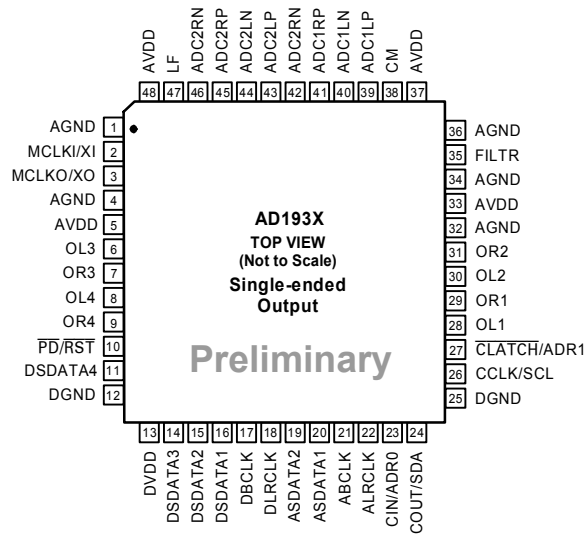 AVDD
LF
ADC2RN
ADC2RP
ADC2LN
ADC2LP
ADC2RN
ADC1RP
ADC1LN
ADC1LP
CM
AVDD
48 47 46 45 44 43 42 41 40 39 38 37
AGND 1
MCLKI/XI 2
MCLKO/XO 3
AGND 4
AVDD 5
OL3 6
OR3 7
OL4 8
OR4 9
PD/RST 10
DSDATA4 11
DGND 12
AD193X
TOP VIEW
(Not to Scale)
Single-ended
Output
Preliminary
36 AGND
35 FILTR
34 AGND
33 AVDD
32 AGND
31 OR2
30 OL2
29 OR1
28 OL1
27 CLATCH/ADR1
26 CCLK/SCL
25 DGND
13 14 15 16 17 18 19 20 21 22 23 24
DVDD
DSDATA3
DSDATA2
DSDATA1
DBCLK
DLRCLK
ASDATA2
ASDATA1
ABCLK
ALRCLK
CIN/ADR0
COUT/SDA